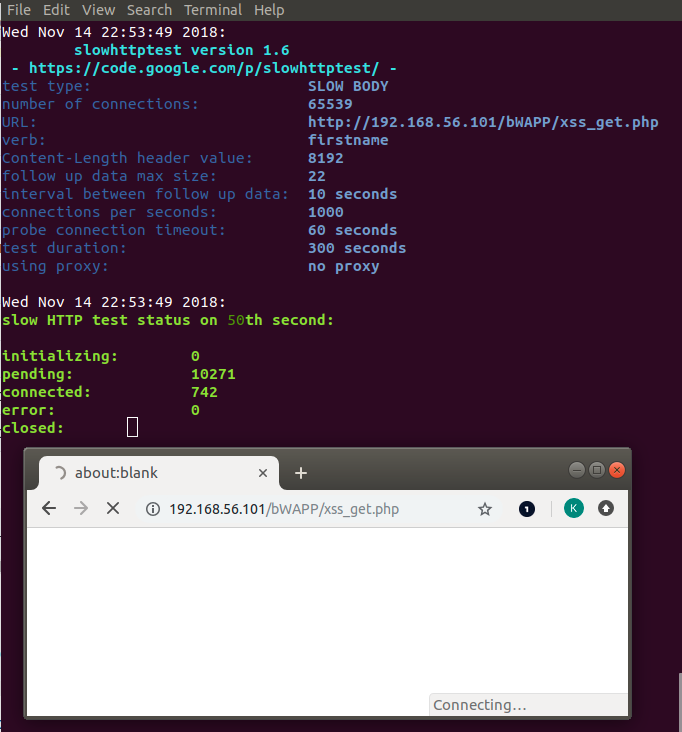 File Edit View Search Terminal Help
Wed Nov 14 22:53:49 2018:
slowhttptest version 1.6
- https://code.google.com/p/slowhttptest/ -
test type: SLOW BODY
number of connections: 65539
URL: http://192.168.56.101/bWAPP/xss_get.php
verb: firstname
Content-Length header value: 8192
follow up data max size: 22
interval between follow up data: 10 seconds
connections per seconds: 1000
probe connection timeout: 60 seconds
test duration: 300 seconds
using proxy: no proxy
Wed Nov 14 22:53:49 2018:
slow HTTP test status on 50th second:
initializing: 0
pending: 10271
connected: 742
error: 0
closed:
about:blank
192.168.56.101/bWAPP/xss_get.php
1
K
Connecting...